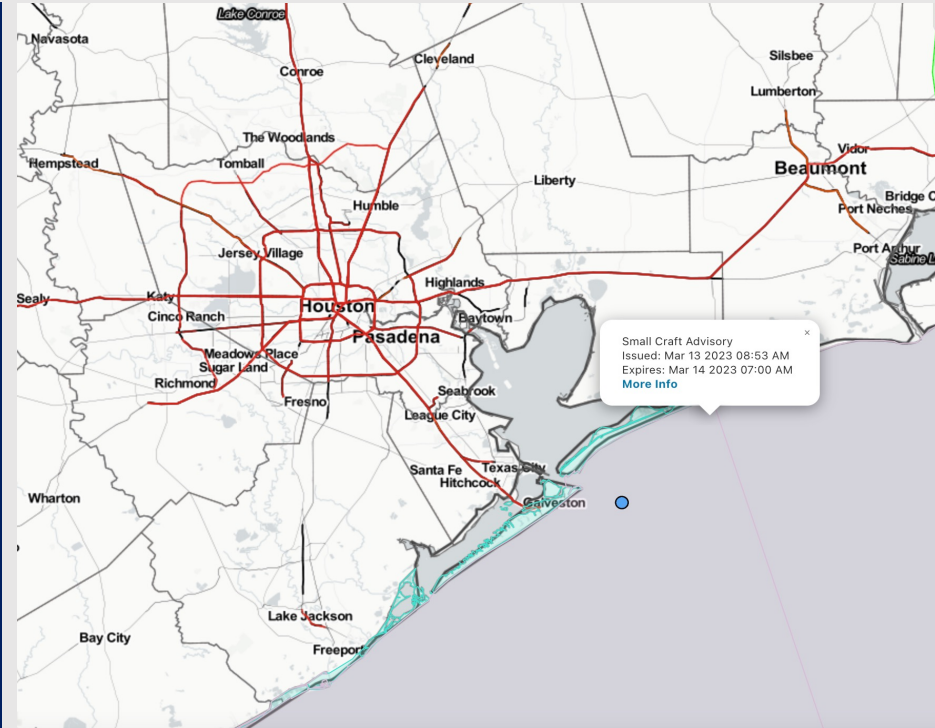 Lake Conroe
Navasota
Cleveland
Silsbee
Conroe
Lumberton
The Woodlands
Vidor
Hempstead
Tomball
Beaumont
Liberty
Bridge C
Humble
Port Neches
Port Arthur
Jersey Village
Sabine L
Highlands
Sealy
Katy
Houston
Cinco Ranch
Baytown
Pasadena
×
Small Craft Advisory
Issued: Mar 13 2023 08:53 AM
Expires: Mar 14 2023 07:00 AM
More Info
Meadows Place
Sugar Land
Richmond
Seabrook
Fresno
League City
Santa Fe
Texas City
Hitchcock
Wharton
Galveston
Lake Jackson
Bay City
Freeport